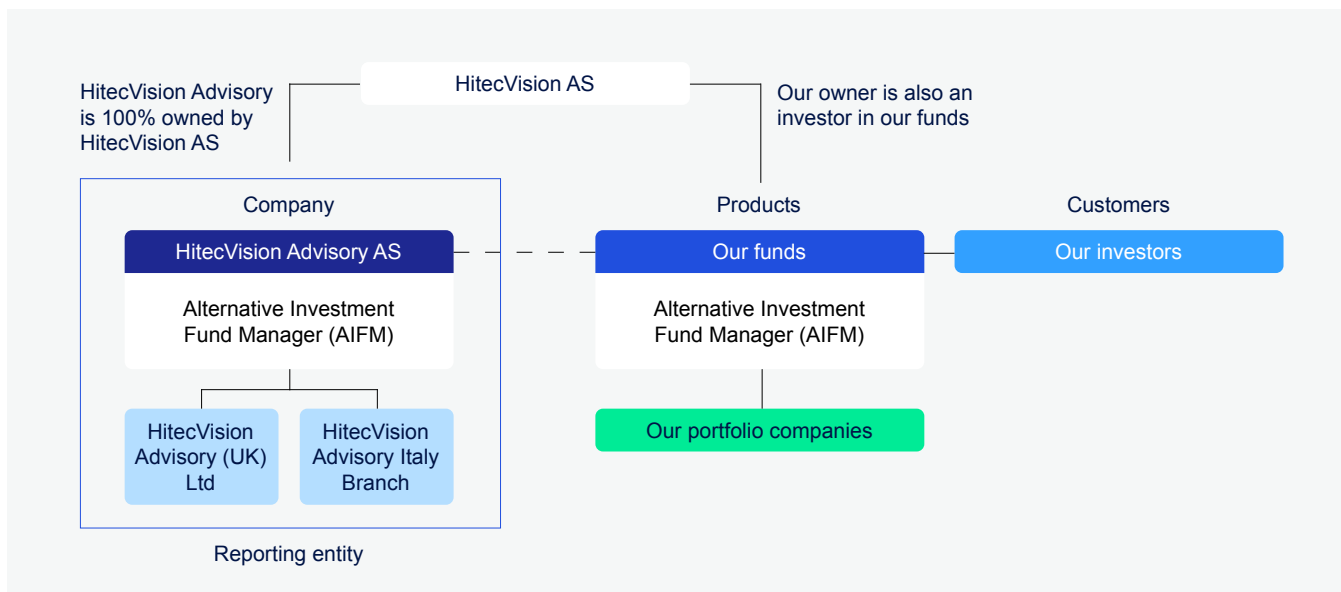 HitecVision AS
HitecVision Advisory
is 100% owned by
HitecVision AS
Our owner is also an
investor in our funds
Company
Products
Customers
HitecVision Advisory AS
Our funds
Our investors
Alternative Investment
Fund Manager (AIFM)
Alternative Investment
Fund Manager (AIFM)
HitecVision
Advisory (UK)
Ltd
HitecVision
Advisory Italy
Branch
Our portfolio companies
Reporting entity